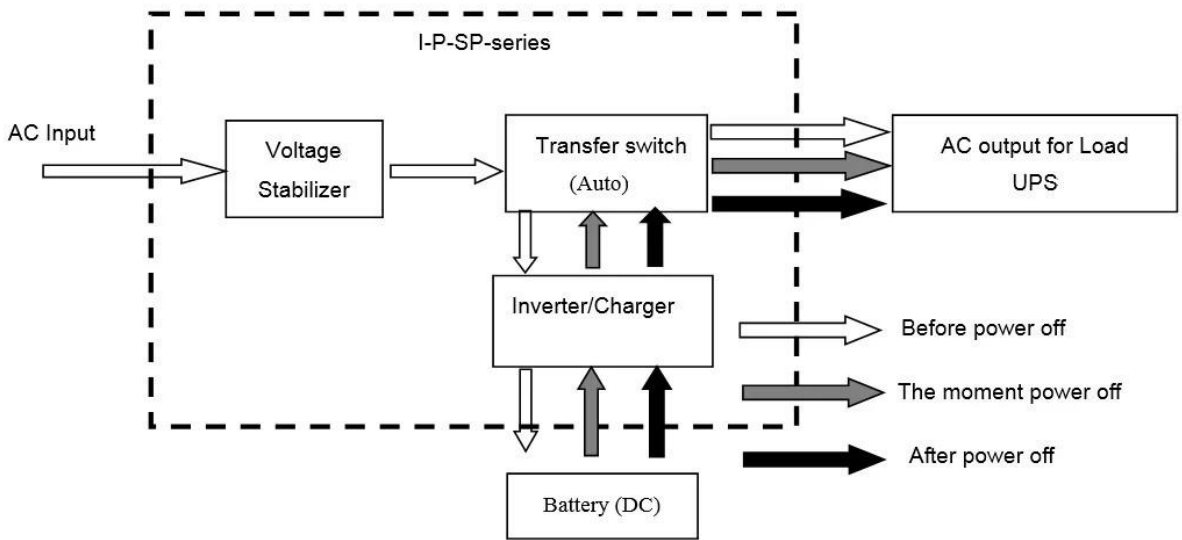 I-P-SP-series
AC Input
Voltage
Stabilizer
Transfer switch
(Auto)
AC output for Load
UPS
Inverter/Charger
Before power off
The moment power off
After power off
Battery (DC)